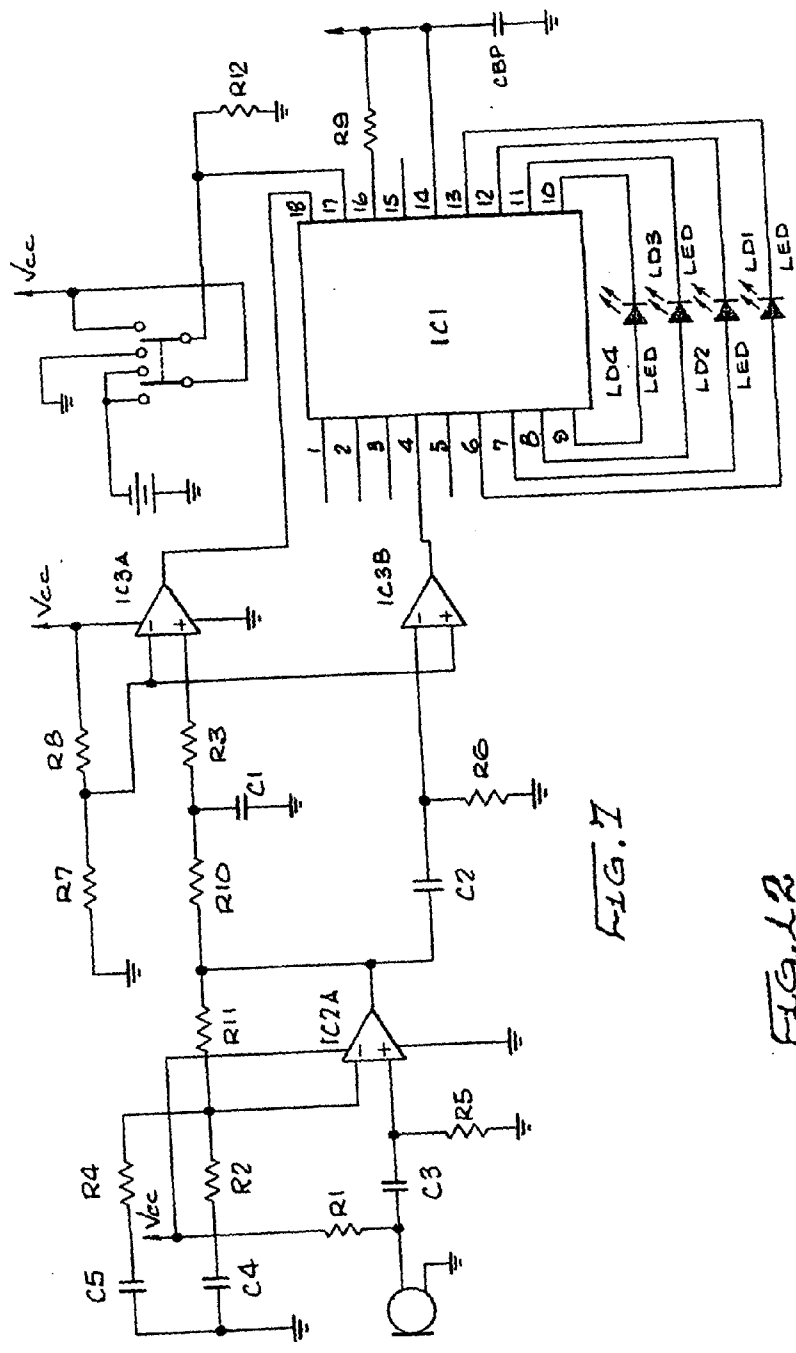 Vcc
R12
R9
CBP
Vcc
IC3A
18
17
16
15
14
13
12
11
10
IC1
1
2
3
4
5
6
7
8
9
LD4
LED
LD3
LED
LD2
LED
LD1
LED
R8
R7
R3
C1
R10
IC3B
R6
C2
R11
IC2A
R4
Vcc
R2
C5
C4
R1
C3
R5
-
+
-
+
-
+
FIG. 7
FIG. 12